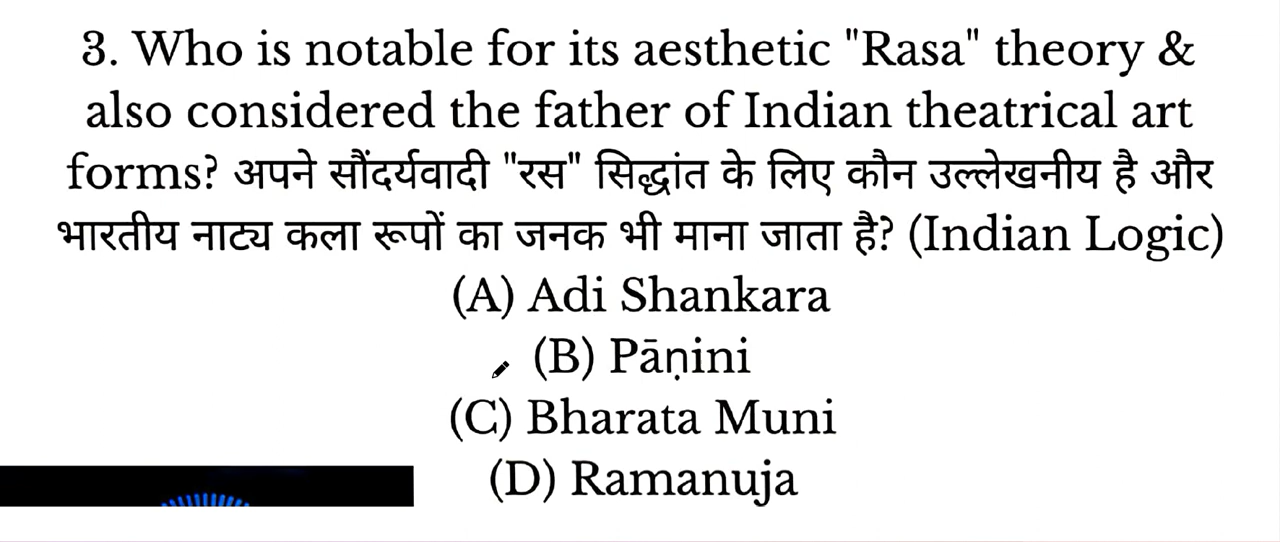 3. Who is notable for its aesthetic "Rasa" theory &
also considered the father of Indian theatrical art
forms? अपने सौंदर्यवादी "रस" सिद्धांत के लिए कौन उल्लेखनीय है और
भारतीय नाट्य कला रूपों का जनक भी माना जाता है? (Indian Logic)
(A) Adi Shankara
(B) Pāṇini
(C) Bharata Muni
(D) Ramanuja